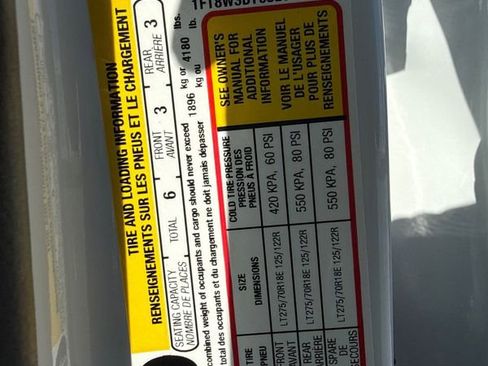 TIRE AND LOADING INFORMATION
RENSEIGNEMENTS SUR LES PNEUS ET LE CHARGEMENT
SEATING CAPACITY TOTAL 6 FRONT 3 REAR 3
NOMBRE DE PLACES AVANT ARRIÈRE
combined weight of occupants and cargo should never exceed 1896 kg or 4180 lbs.
total des occupants et du chargement ne doit jamais dépasser kg ou
TIRE SIZE COLD TIRE PRESSURE
PNEU DIMENSIONS PRESSION DES
PNEUS À FROID
FRONT LT275/70R18E 125/122R 420 KPA, 60 PSI
AVANT
REAR LT275/70R18E 125/122R 550 KPA, 80 PSI
ARRIÈRE
SPARE LT275/70R18E 125/122R 550 KPA, 80 PSI
DE
SECOURS
SEE OWNER'S
MANUAL FOR
ADDITIONAL
INFORMATION
VOIR LE MANUEL
DE L'USAGER
POUR PLUS DE
RENSEIGNEMENTS